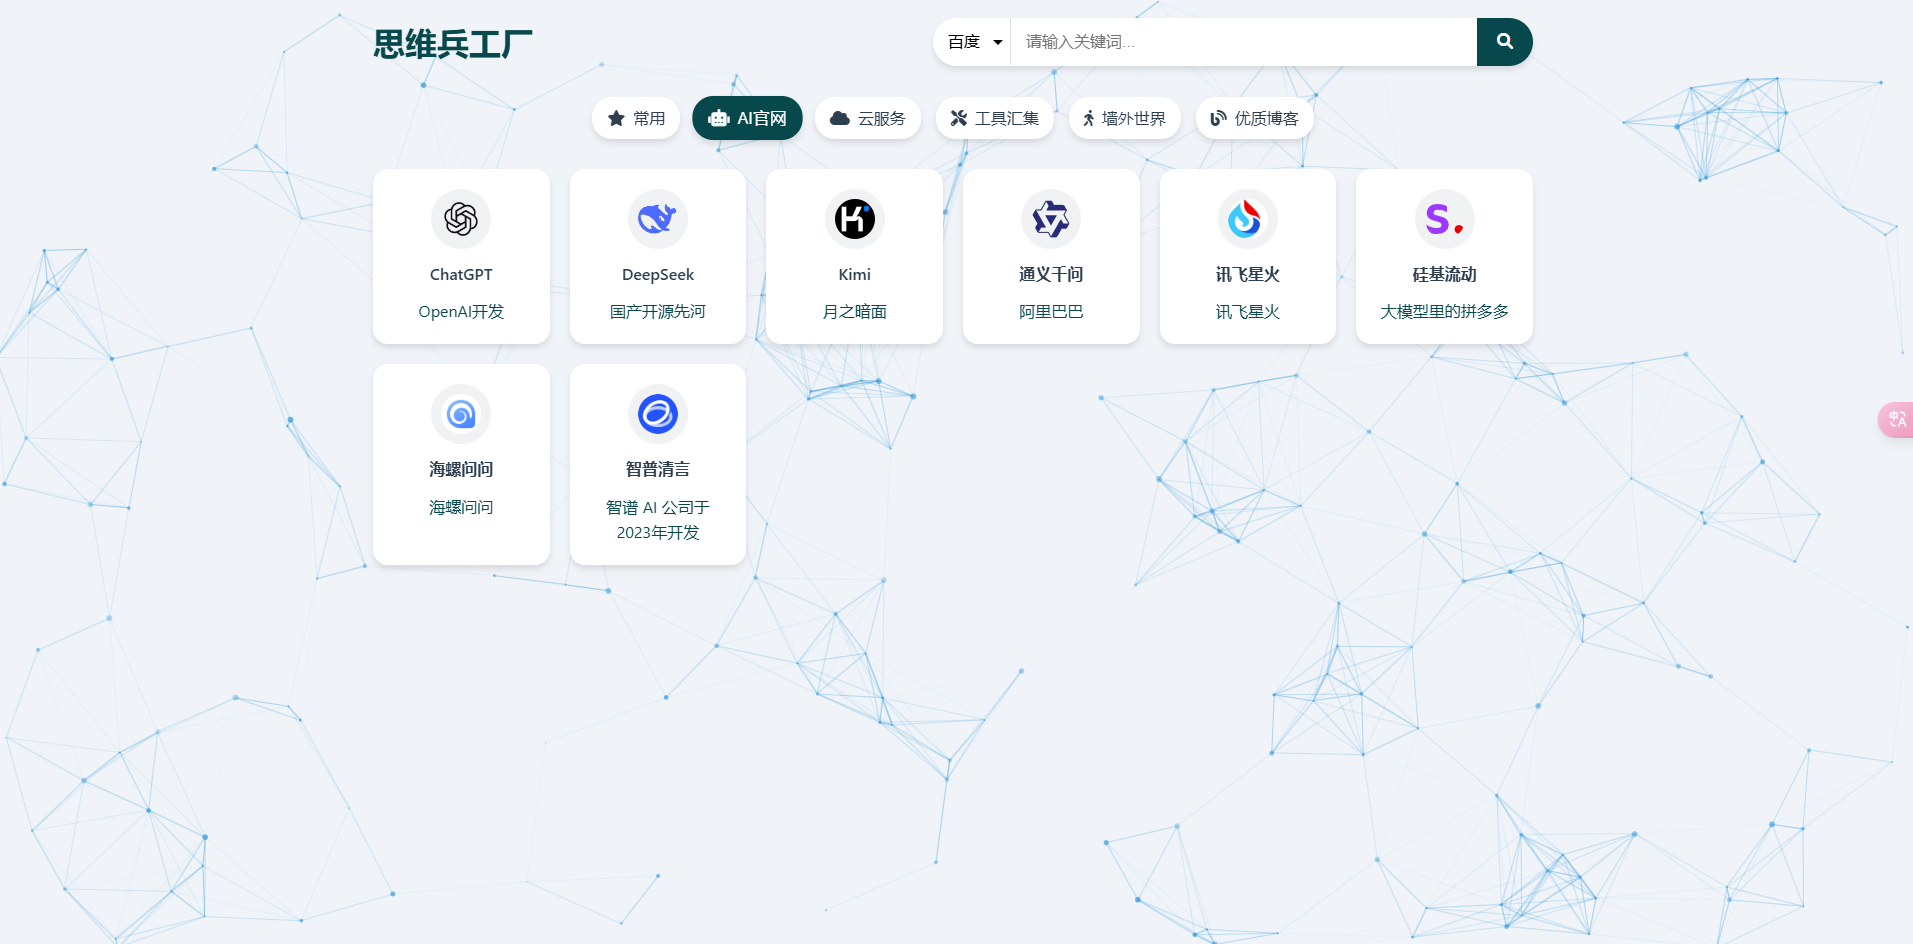 思维兵工厂
百度
请输入关键词...
常用
AI官网
云服务
工具汇集
墙外世界
优质博客
ChatGPT
OpenAI开发
DeepSeek
国产开源先河
Kimi
月之暗面
通义千问
阿里巴巴
讯飞星火
讯飞星火
S.
硅基流动
大模型里的拼多多
海螺问问
海螺问问
智普清言
智谱 AI 公司于
2023年开发
中A